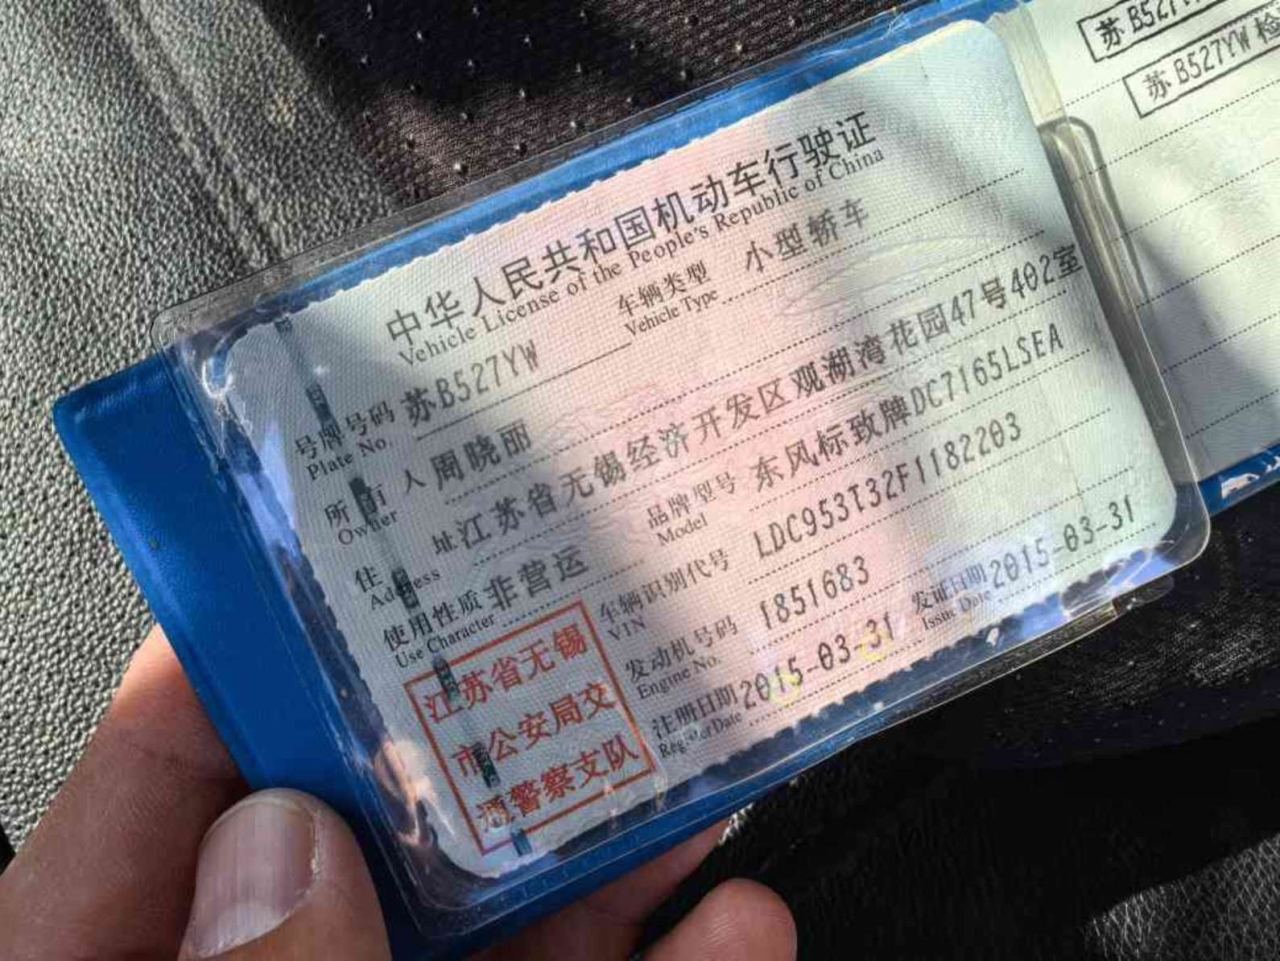 中华人民共和国机动车行驶证
Vehicle License of the People's Republic of China
号牌号码 苏B527YW 车辆类型 小型轿车
Plate No. Vehicle Type
所有人 周晓丽
Owner
住址 江苏省无锡经济开发区观湖湾花园47号402室
Address
使用性质 非营运 品牌型号 东风标致牌DC7165LSEA
Use Character Model
车辆识别代号 LDC953T32F1182203
VIN
发动机号码 1851683
Engine No.
注册日期 2015-03-31 发证日期 2015-03-31
Register Date Issue Date
江苏省无锡
市公安局交
通警察支队
苏B527YW
苏B527YW检